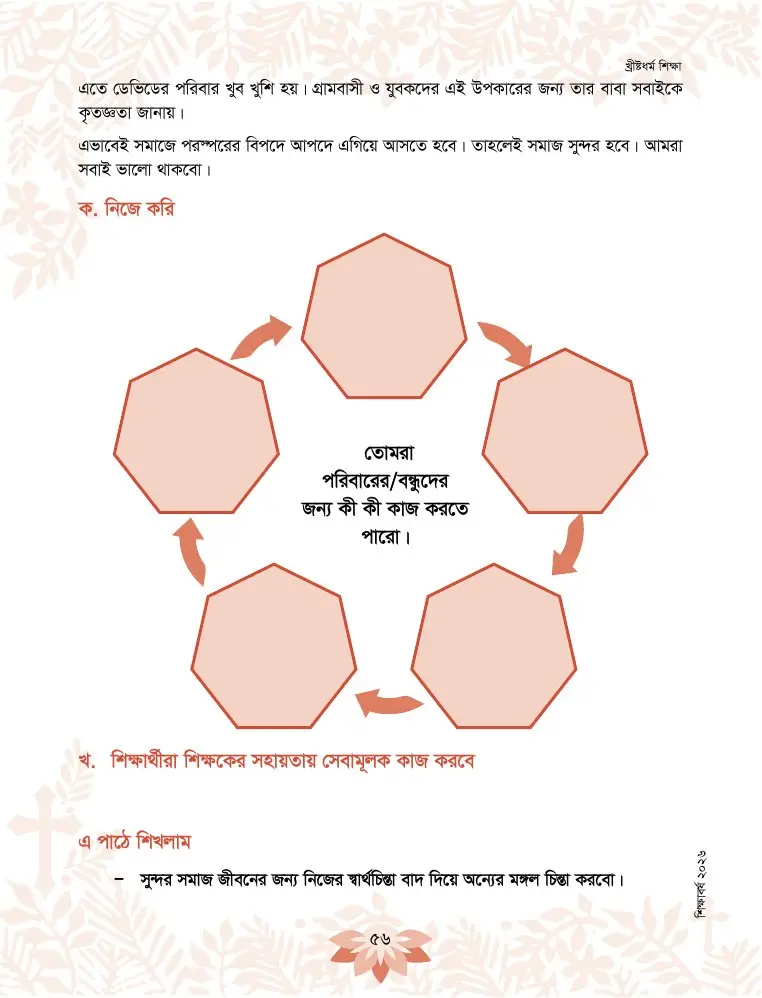 খ্রীষ্টধর্ম শিক্ষা
এতে ডেভিডের পরিবার খুব খুশি হয়। গ্রামবাসী ও যুবকদের এই উপকারের জন্য তার বাবা সবাইকে
কৃতজ্ঞতা জানায়।
এভাবেই সমাজে পরস্পরের বিপদে আপদে এগিয়ে আসতে হবে। তাহলেই সমাজ সুন্দর হবে। আমরা
সবাই ভালো থাকবো।
ক. নিজে করি
তোমরা
পরিবারের/বন্ধুদের
জন্য কী কী কাজ করতে
পারো।
খ. শিক্ষার্থীরা শিক্ষকের সহায়তায় সেবামূলক কাজ করবে
এ পাঠে শিখলাম
– সুন্দর সমাজ জীবনের জন্য নিজের স্বার্থচিন্তা বাদ দিয়ে অন্যের মঙ্গল চিন্তা করবো।
শিক্ষাবর্ষ ২০২৬
৫৬